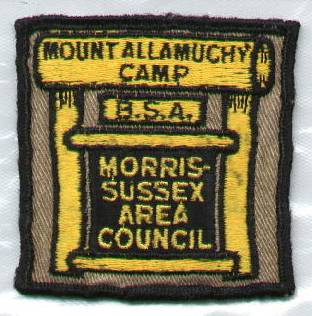 MOUNT ALLAMUCHY
CAMP
B.S.A.
MORRIS-
SUSSEX
AREA
COUNCIL